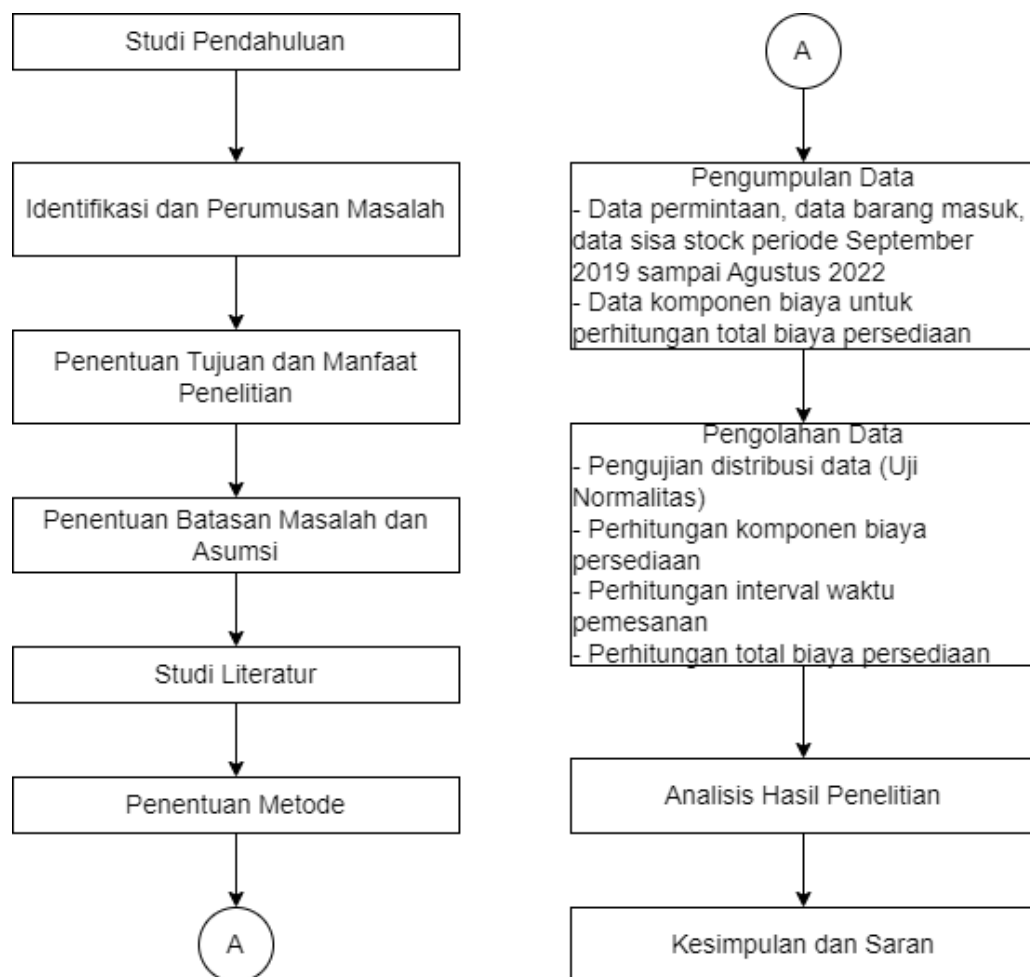 Studi Pendahuluan
Identifikasi dan Perumusan Masalah
Penentuan Tujuan dan Manfaat
Penelitian
Penentuan Batasan Masalah dan
Asumsi
Studi Literatur
Penentuan Metode
A
A
Pengumpulan Data
- Data permintaan, data barang masuk,
data sisa stock periode September
2019 sampai Agustus 2022
- Data komponen biaya untuk
perhitungan total biaya persediaan
Pengolahan Data
- Pengujian distribusi data (Uji
Normalitas)
- Perhitungan komponen biaya
persediaan
- Perhitungan interval waktu
pemesanan
- Perhitungan total biaya persediaan
Analisis Hasil Penelitian
Kesimpulan dan Saran